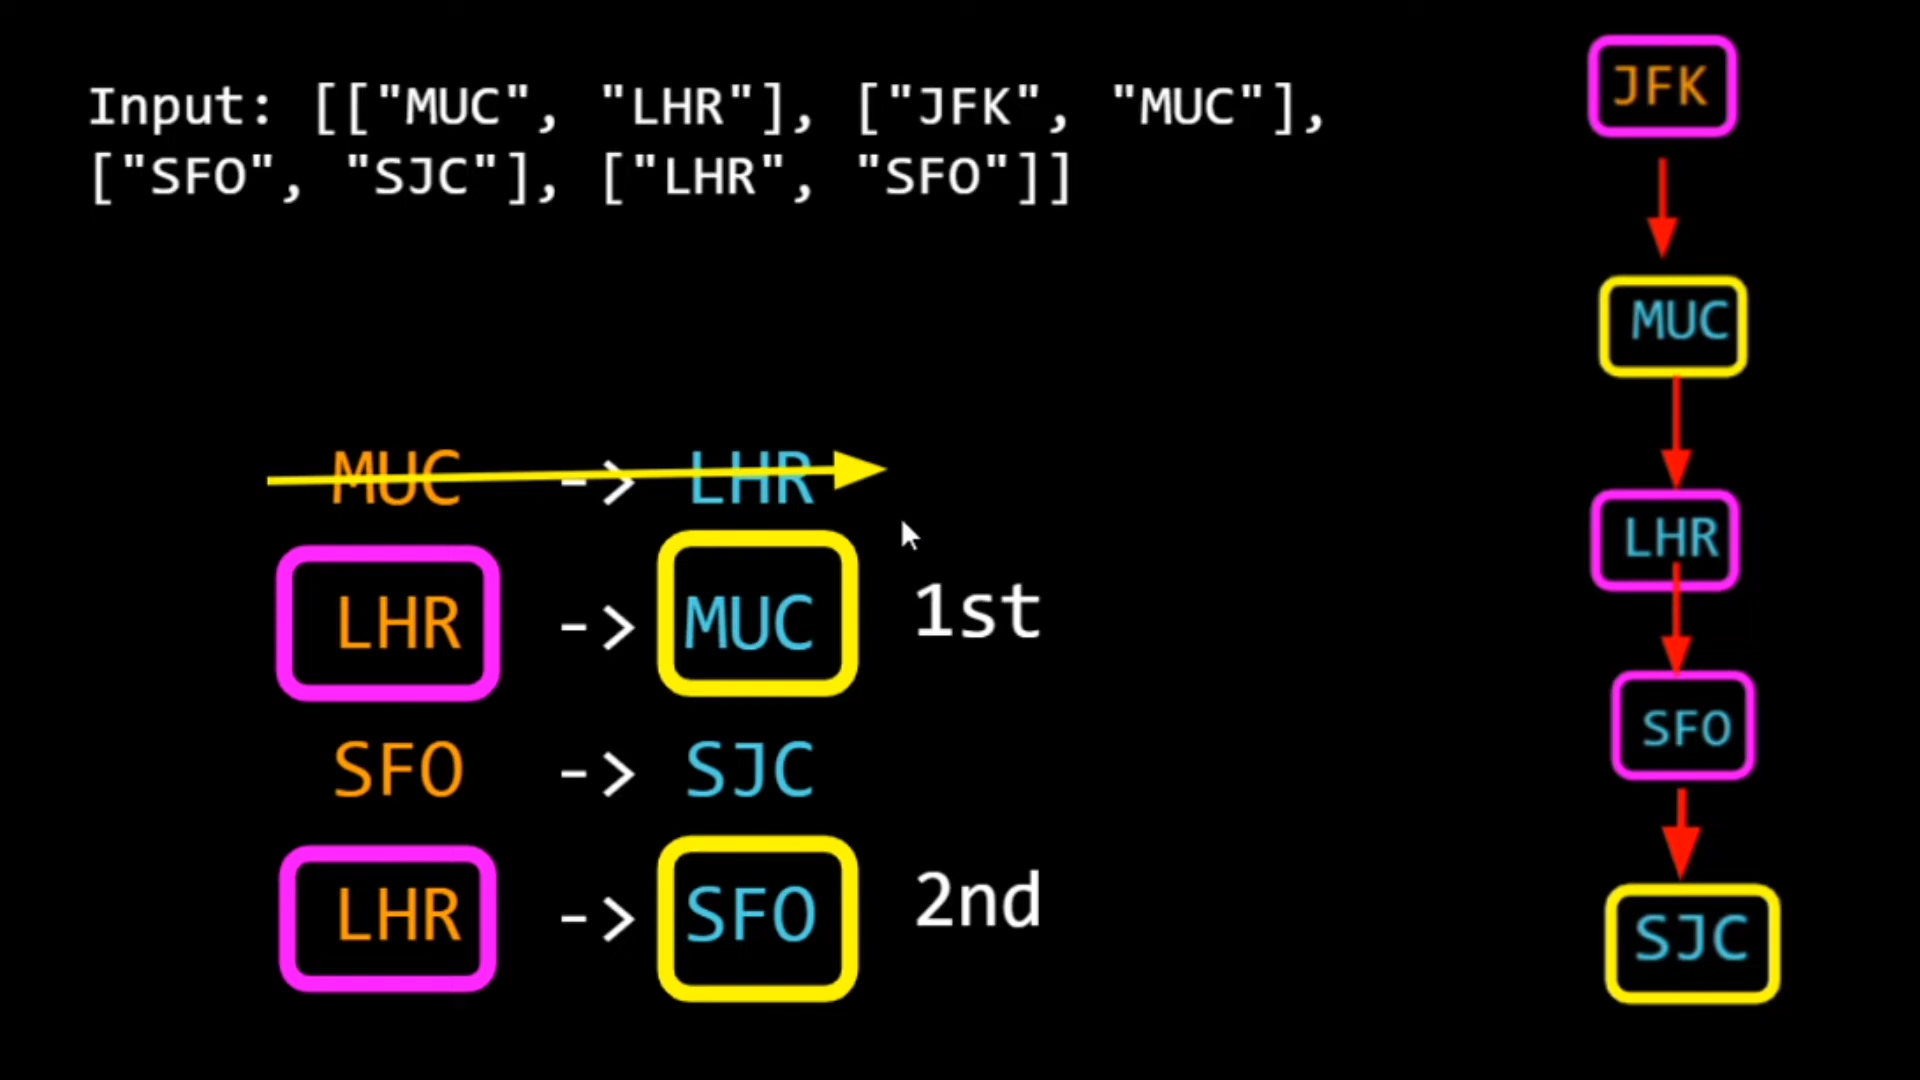 Input: [["MUC", "LHR"], ["JFK", "MUC"],
["SFO", "SJC"], ["LHR", "SFO"]]
MUC -> LHR
LHR -> MUC 1st
SFO -> SJC
LHR -> SFO 2nd
JFK
MUC
LHR
SFO
SJC